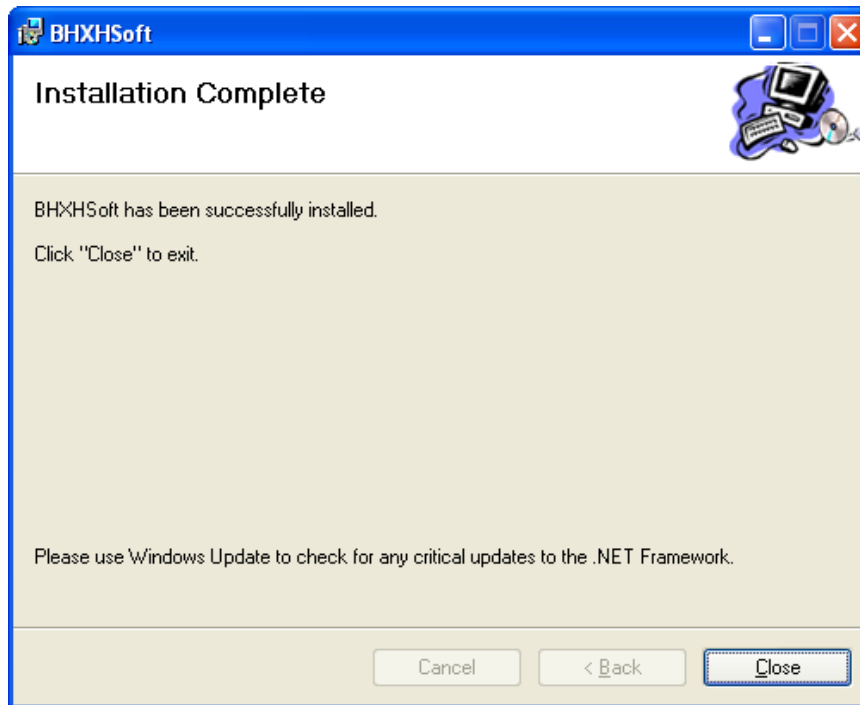 BHXHSoft
Installation Complete
BHXHSoft has been successfully installed.
Click "Close" to exit.
Please use Windows Update to check for any critical updates to the .NET Framework.
Cancel
< Back
Close